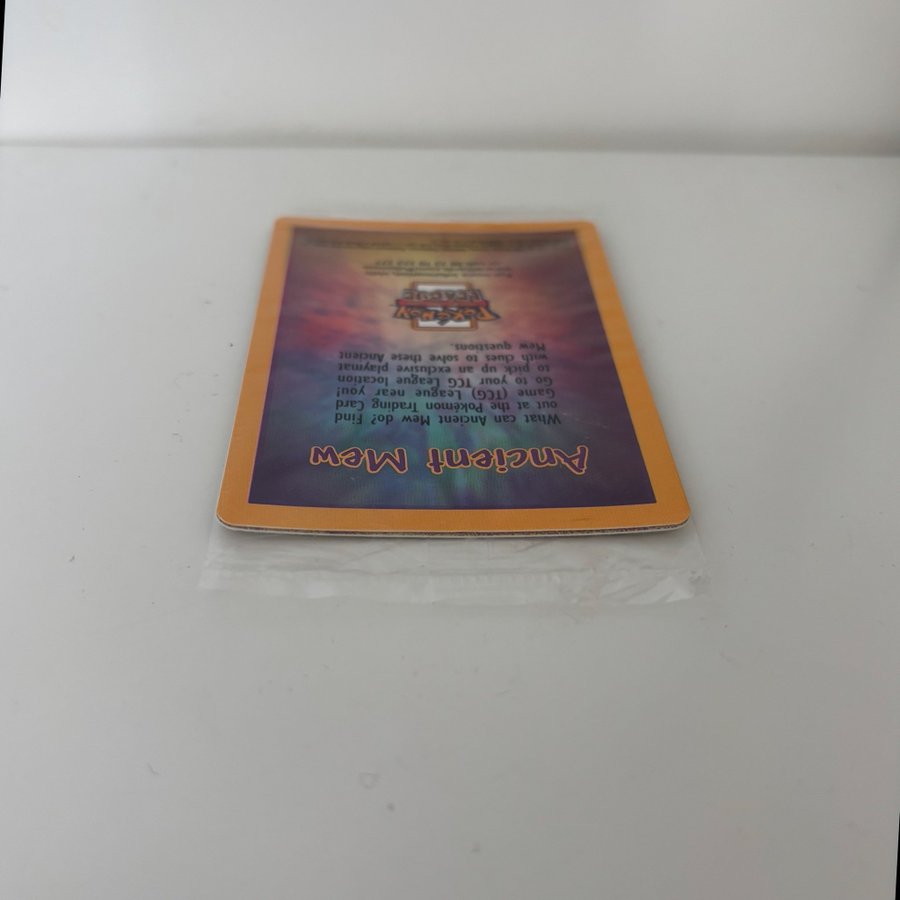 Ancient Mew
What can Ancient Mew do? Find
out at the Pokémon Trading Card
Game (TCG) League near you!
Go to your TCG League location
to pick up an exclusive playmat
with clues to solve these Ancient
Mew questions.
POKéMON
LEAGUE